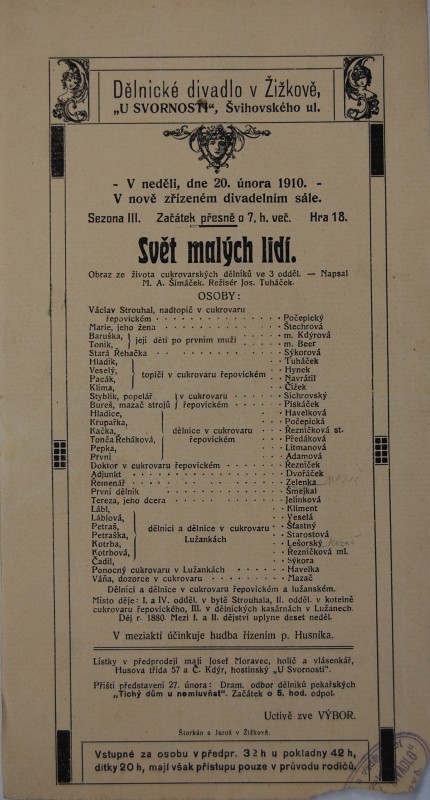 Dělnické divadlo v Žižkově,
„U SVORNOSTI", Švihovského ul.
- V neděli, dne 20. února 1910. -
V nově zřízeném divadelním sále.
Sezona III. Začátek přesně o 7, h. več. Hra 18.
Svět malých lidí.
Obraz ze života cukrovarských dělníků ve 3 odděl. — Napsal
M. A. Šimáček. Režisér Jos. Tuháček.
OSOBY:
Václav Strouhal, nadtopič v cukrovaru
řepovickém Počepický
Marie, jeho žena Štechrová
Baruška, m. Kdýrová
Toník, její děti po prvním muži m. Beer
Stará Řehačka Sýkorová
Hladík, Tuháček
Veselý, Hynek
Pacák, topiči v cukrovaru řepovickém Navrátil
Klíma, Čížek
Styblík, popelář v cukrovaru Sichrovský
Bureš, mazač strojů řepovickém Piskáček
Hladice, Havelková
Krupařka, Počepická
Kačka, dělnice v cukrovaru Řezníčková st.
Tonča Řeháková, řepovickém Předáková
Pepka, Litmanová
První Adamová
Doktor v cukrovaru řepovickém Řezníček
Adjunkt Dvořáček
Řemenář Zelenka
První dělník Šmejkal
Tereza, jeho dcera Jelínková
Lábl, Kliment
Láblová, Veselá
Petraš, dělníci a dělnice v cukrovaru Šťastný
Petraška, Lužankách Starostová
Kotrba, Lešorský
Kotrbová, Řezníčková ml.
Čadil, Sýkora
Ponocný cukrovaru v Lužankách Havelka
Váňa, dozorce v cukrovaru Mazač
Dělníci a dělnice v cukrovaru řepovickém a lužanském.
Místo děje: I. a IV. odděl. v bytě Strouhala, II. odděl. v kotelně
cukrovaru řepovického, III. v dělnických kasárnách v Lužanech.
Děj r. 1880. Mezi I. a II. dějství uplyne deset neděl.
V meziaktí účinkuje hudba řízením p. Husníka.
Lístky v předprodeji mají Josef Moravec, holič a vlásenkář,
Husova třída 57 a Č. Kdýr, hostinský „U Svornosti".
Příští představení 27. února: Dram. odbor dělníků pekařských
„Tichý dům u nemluvňat". Začátek o 5. hod. odpol.
Uctivě zve VÝBOR.
Štorkán a Jaroš v Žižkově.
Vstupné za osobu v předpr. 32 h u pokladny 42 h,
dítky 20 h, mají však přístupu pouze v průvodu rodičů.